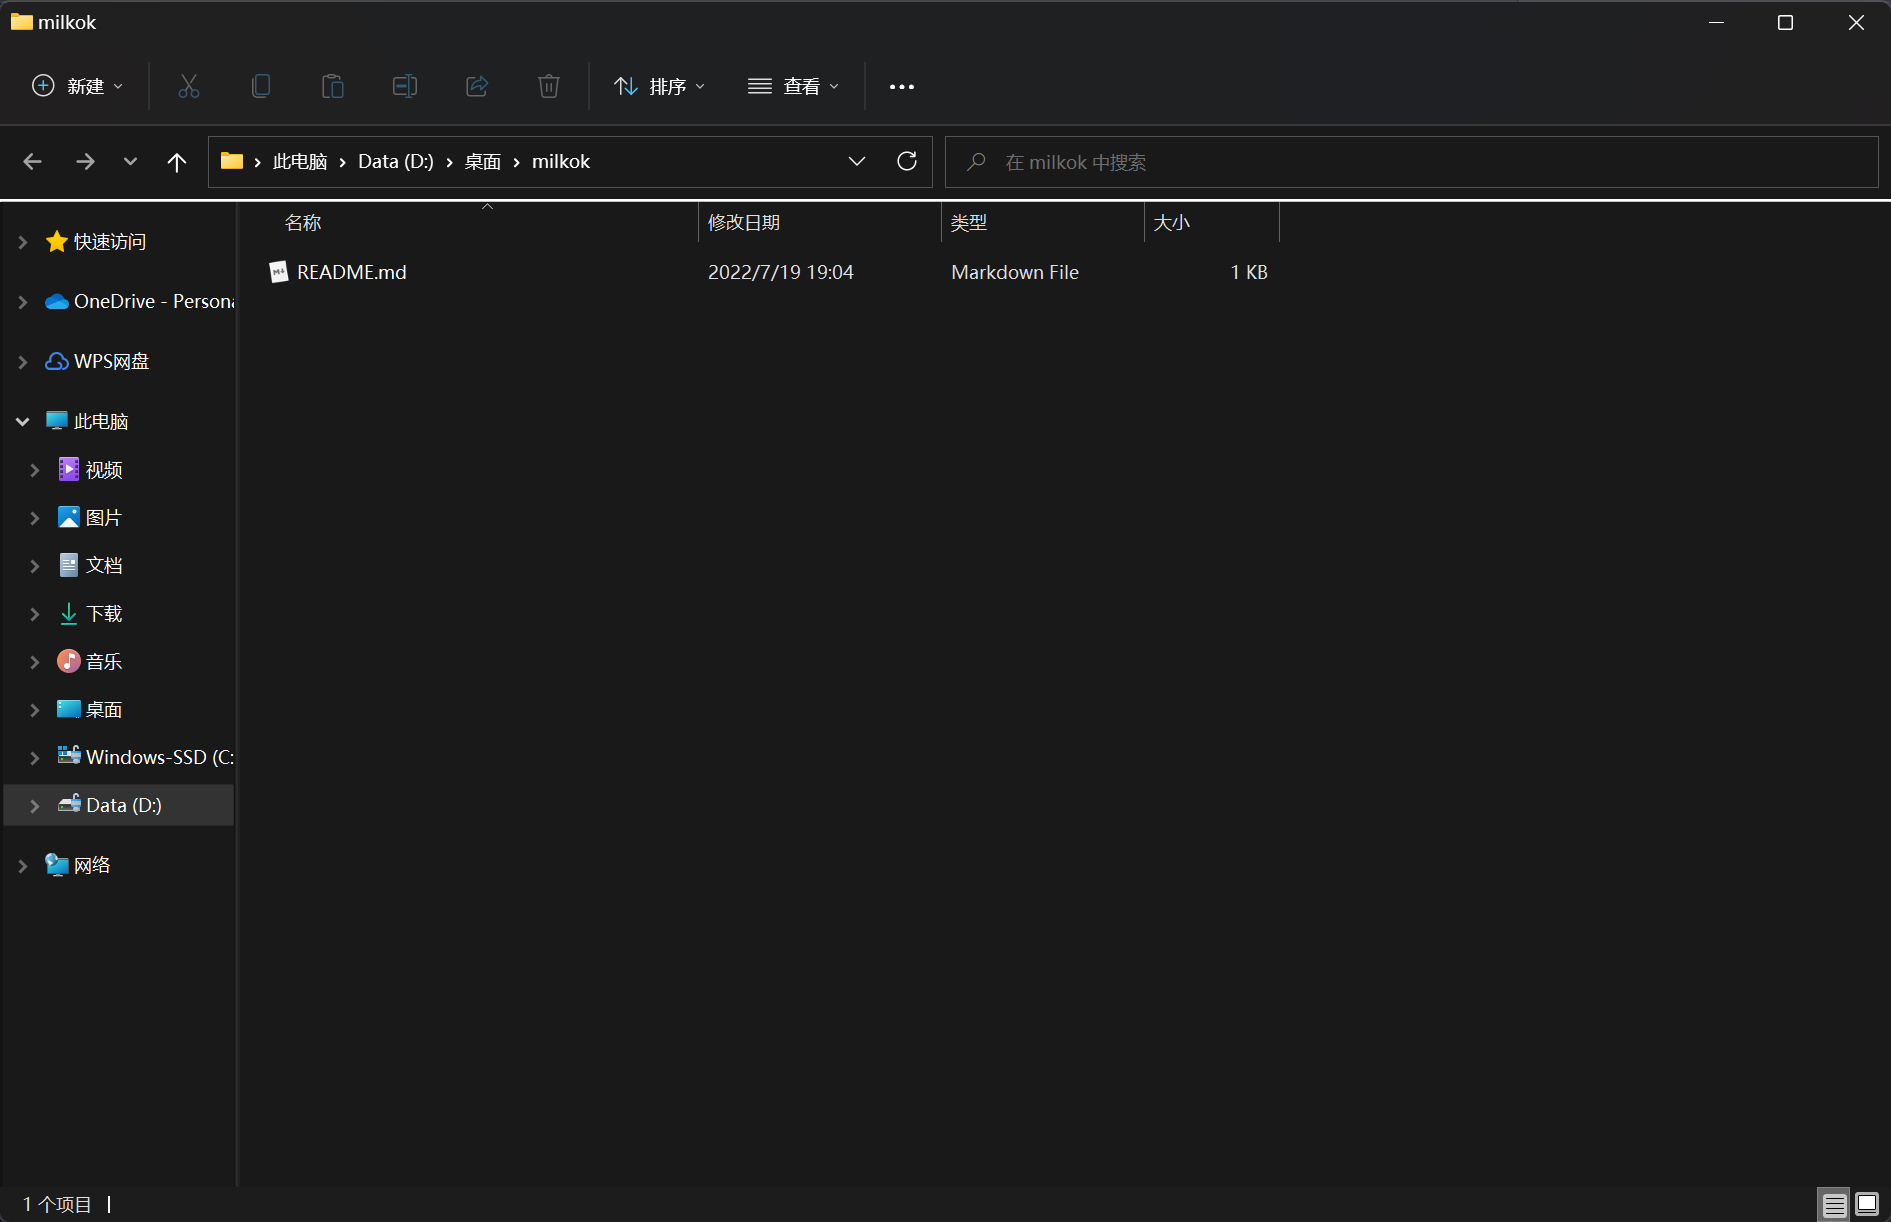 milkok
新建 排序 查看
此电脑 Data (D:) 桌面 milkok 在 milkok 中搜索
名称 修改日期 类型 大小
README.md 2022/7/19 19:04 Markdown File 1 KB
快速访问
OneDrive - Persona
WPS网盘
此电脑
视频
图片
文档
下载
音乐
桌面
Windows-SSD (C:
Data (D:)
网络
1 个项目